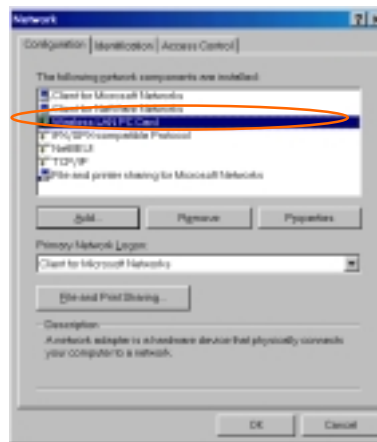 Network
Configuration Identification Access Control
The following network components are installed:
Client for Microsoft Networks
Client for NetWare Networks
Wireless LAN PC Card
IPX/SPX-compatible Protocol
NetBEUI
TCP/IP
File and printer sharing for Microsoft Networks
Add... Remove Properties
Primary Network Logon:
Client for Microsoft Networks
File and Print Sharing...
Description
A network adapter is a hardware device that physically connects
your computer to a network.
OK Cancel